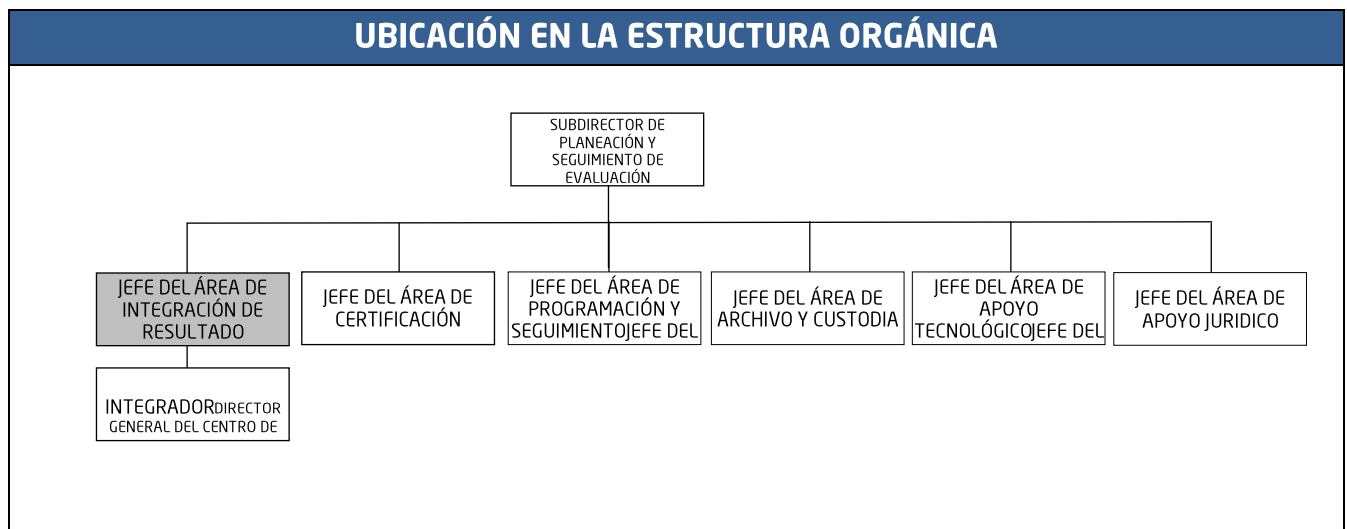 UBICACIÓN EN LA ESTRUCTURA ORGÁNICA
SUBDIRECTOR DE
PLANEACIÓN Y
SEGUIMIENTO DE
EVALUACIÓN
JEFE DEL ÁREA DE
INTEGRACIÓN DE
RESULTADO
JEFE DEL ÁREA DE
CERTIFICACIÓN
JEFE DEL ÁREA DE
PROGRAMACIÓN Y
SEGUIMIENTOJEFE DEL
JEFE DEL ÁREA DE
ARCHIVO Y CUSTODIA
JEFE DEL ÁREA DE
APOYO
TECNOLÓGICOJEFE DEL
JEFE DEL ÁREA DE
APOYO JURIDICO
INTEGRADORDIRECTOR
GENERAL DEL CENTRO DE